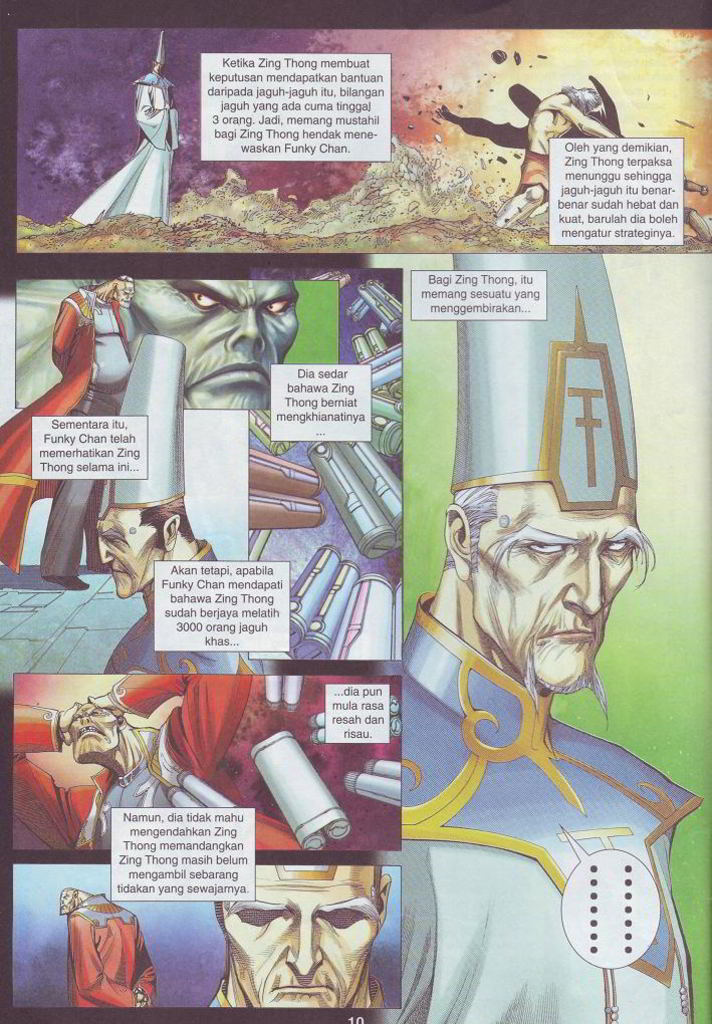 Ketika Zing Thong membuat
keputusan mendapatkan bantuan
daripada jaguh-jaguh itu, bilangan
jaguh yang ada cuma tinggal
3 orang. Jadi, memang mustahil
bagi Zing Thong hendak mene-
waskan Funky Chan.
Oleh yang demikian,
Zing Thong terpaksa
menunggu sehingga
jaguh-jaguh itu benar-
benar sudah hebat dan
kuat, barulah dia boleh
mengatur strateginya.
Bagi Zing Thong, itu
memang sesuatu yang
menggembirakan...
Dia sedar
bahawa Zing
Thong berniat
mengkhianatinya
...
Sementara itu,
Funky Chan telah
memerhatikan Zing
Thong selama ini...
Akan tetapi, apabila
Funky Chan mendapati
bahawa Zing Thong
sudah berjaya melatih
3000 orang jaguh
khas...
...dia pun
mula rasa
resah dan
risau.
Namun, dia tidak mahu
mengendahkan Zing
Thong memandangkan
Zing Thong masih belum
mengambil sebarang
tindakan yang sewajarnya.
10